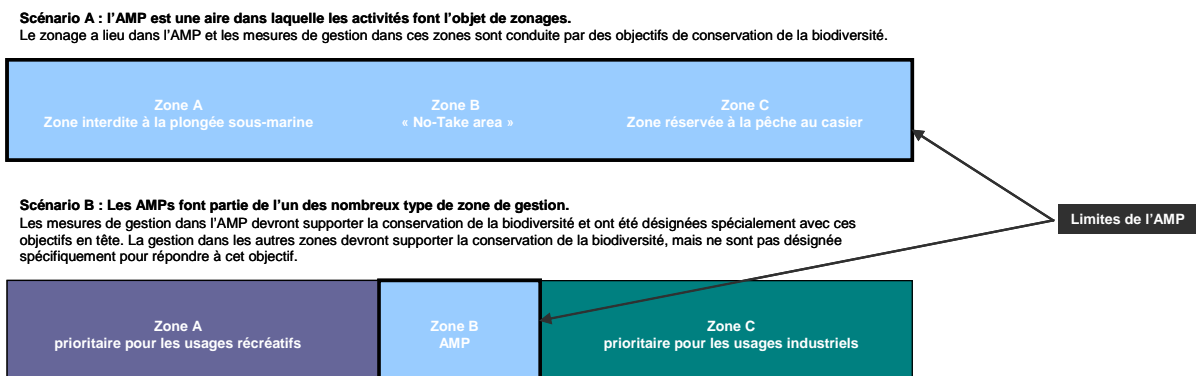 Scénario A : l'AMP est une aire dans laquelle les activités font l'objet de zonages.
Le zonage a lieu dans l'AMP et les mesures de gestion dans ces zones sont conduite par des objectifs de conservation de la biodiversité.
Zone A
Zone interdite à la plongée sous-marine
Zone B
« No-Take area »
Zone C
Zone réservée à la pêche au casier
Limites de l'AMP
Scénario B : Les AMPs font partie de l'un des nombreux type de zone de gestion.
Les mesures de gestion dans l'AMP devront supporter la conservation de la biodiversité et ont été désignées spécialement avec ces
objectifs en tête. La gestion dans les autres zones devront supporter la conservation de la biodiversité, mais ne sont pas désignée
spécifiquement pour répondre à cet objectif.
Zone A
prioritaire pour les usages récréatifs
Zone B
AMP
Zone C
prioritaire pour les usages industriels